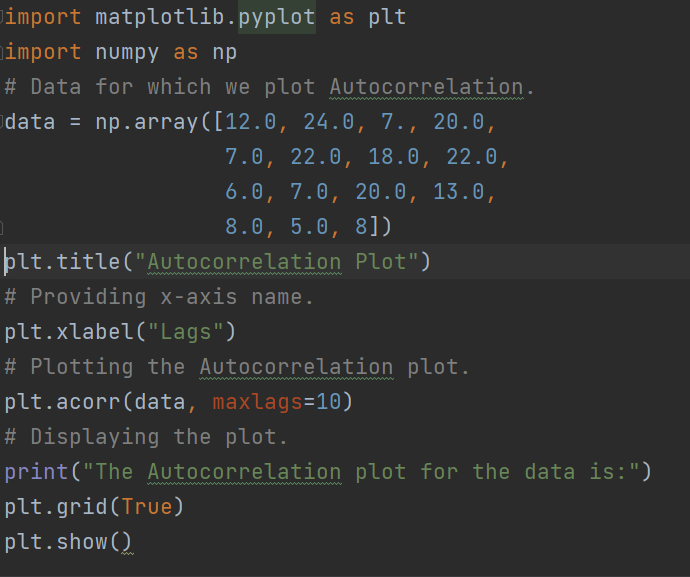 import matplotlib.pyplot as plt
import numpy as np
# Data for which we plot Autocorrelation.
data = np.array([12.0, 24.0, 7., 20.0,
                 7.0, 22.0, 18.0, 22.0,
                 6.0, 7.0, 20.0, 13.0,
                 8.0, 5.0, 8])
plt.title("Autocorrelation Plot")
# Providing x-axis name.
plt.xlabel("Lags")
# Plotting the Autocorrelation plot.
plt.acorr(data, maxlags=10)
# Displaying the plot.
print("The Autocorrelation plot for the data is:")
plt.grid(True)
plt.show()